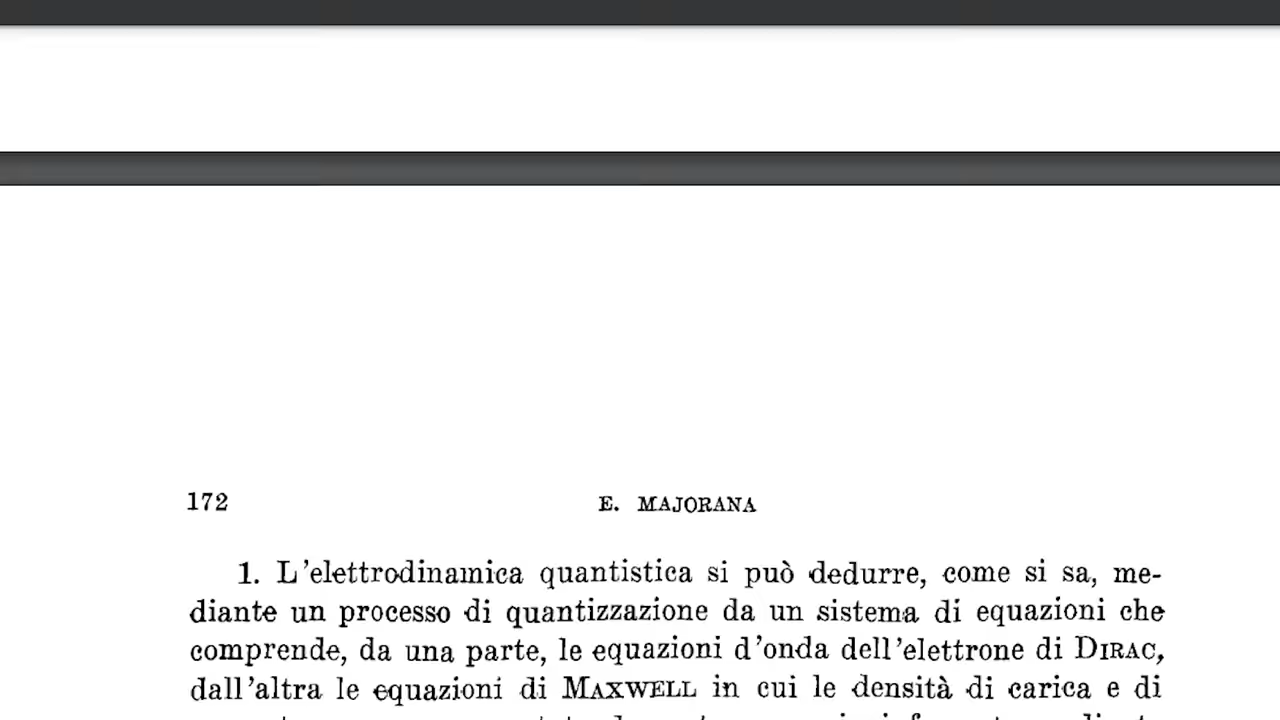 172
E. MAJORANA
1. L'elettrodinamica quantistica si può dedurre, come si sa, me-
diante un processo di quantizzazione da un sistema di equazioni che
comprende, da una parte, le equazioni d'onda dell'elettrone di DIRAC,
dall'altra le equazioni di MAXWELL in cui le densità di carica e di